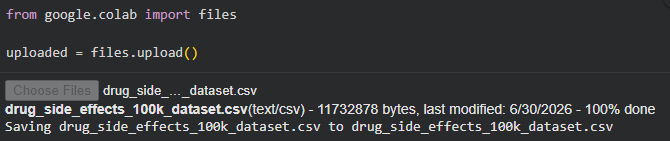 from google.colab import files
uploaded = files.upload()
Choose Files drug_side_..._dataset.csv
drug_side_effects_100k_dataset.csv(text/csv) - 11732878 bytes, last modified: 6/30/2026 - 100% done
Saving drug_side_effects_100k_dataset.csv to drug_side_effects_100k_dataset.csv